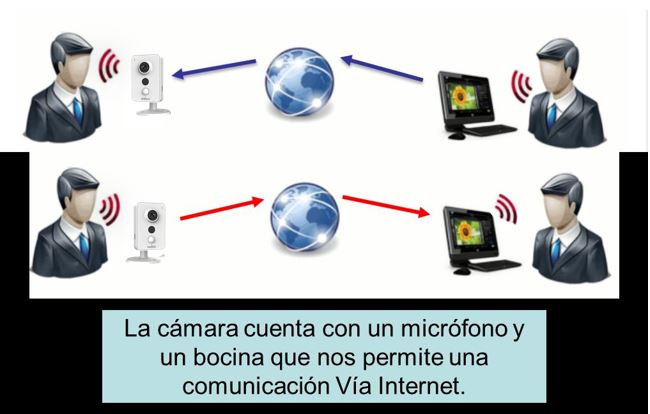 La cámara cuenta con un micrófono y
un bocina que nos permite una
comunicación Vía Internet.